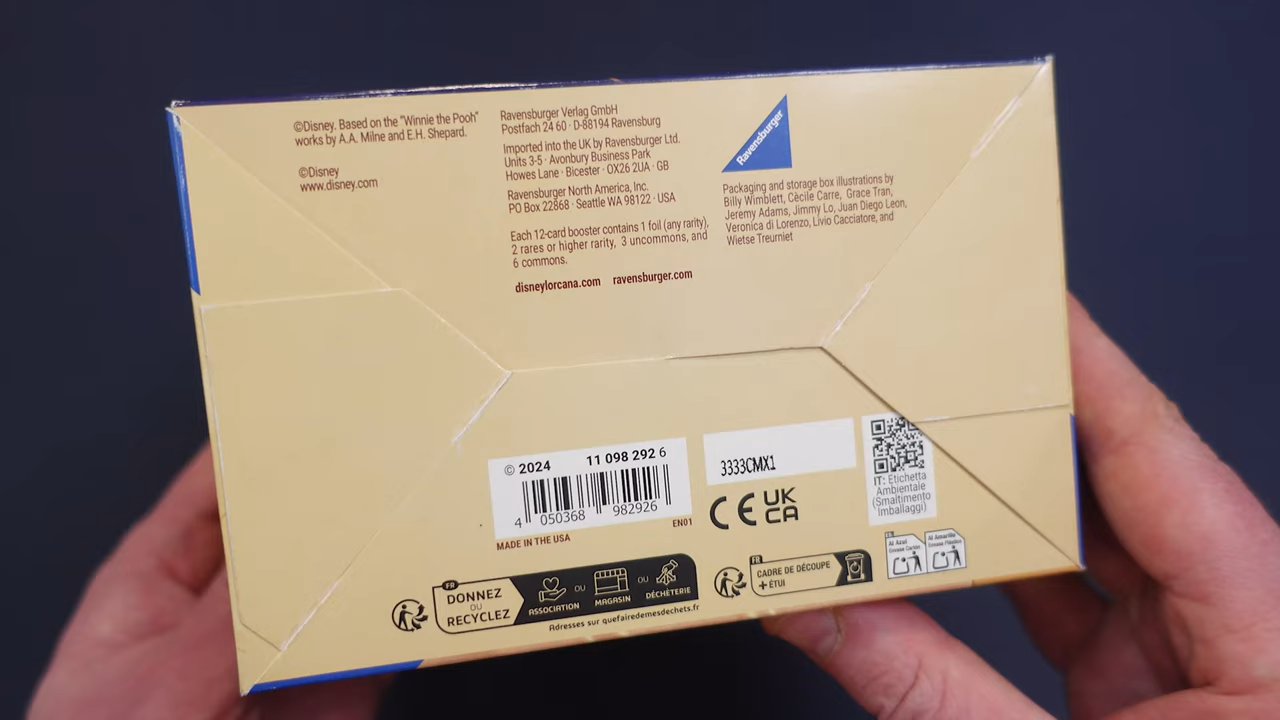 ©Disney. Based on the "Winnie the Pooh"
works by A.A. Milne and E.H. Shepard.
©Disney
www.disney.com
Ravensburger Verlag GmbH
Postfach 24 60 · D-88194 Ravensburg
Imported into the UK by Ravensburger Ltd.
Units 3-5 · Avonbury Business Park
Howes Lane · Bicester · OX26 2UA · GB
Ravensburger North America, Inc.
PO Box 22868 · Seattle WA 98122 · USA
Each 12-card booster contains 1 foil (any rarity),
2 rares or higher rarity, 3 uncommons, and
6 commons.
disneylorcana.com ravensburger.com
Ravensburger
Packaging and storage box illustrations by
Billy Wimblett, Cècile Carre, Grace Tran,
Jeremy Adams, Jimmy Lo, Juan Diego Leon,
Veronica di Lorenzo, Livio Cacciatore, and
Wietse Treurniet
© 2024 11 098 292 6
4 050368 982926
EN01
MADE IN THE USA
3333CMX1
CE UK
CA
IT: Etichetta
Ambientale
(Smaltimento
Imballaggi)
FR
DONNEZ
OU
RECYCLEZ
ASSOCIATION
OU
MAGASIN
OU
DÉCHÈTERIE
Adresses sur quefairedemesdechets.fr
FR
CADRE DE DÉCOUPE
+ ÉTUI
ES
Al Azul
Envase Cartón
Al Amarillo
Envase Plástico